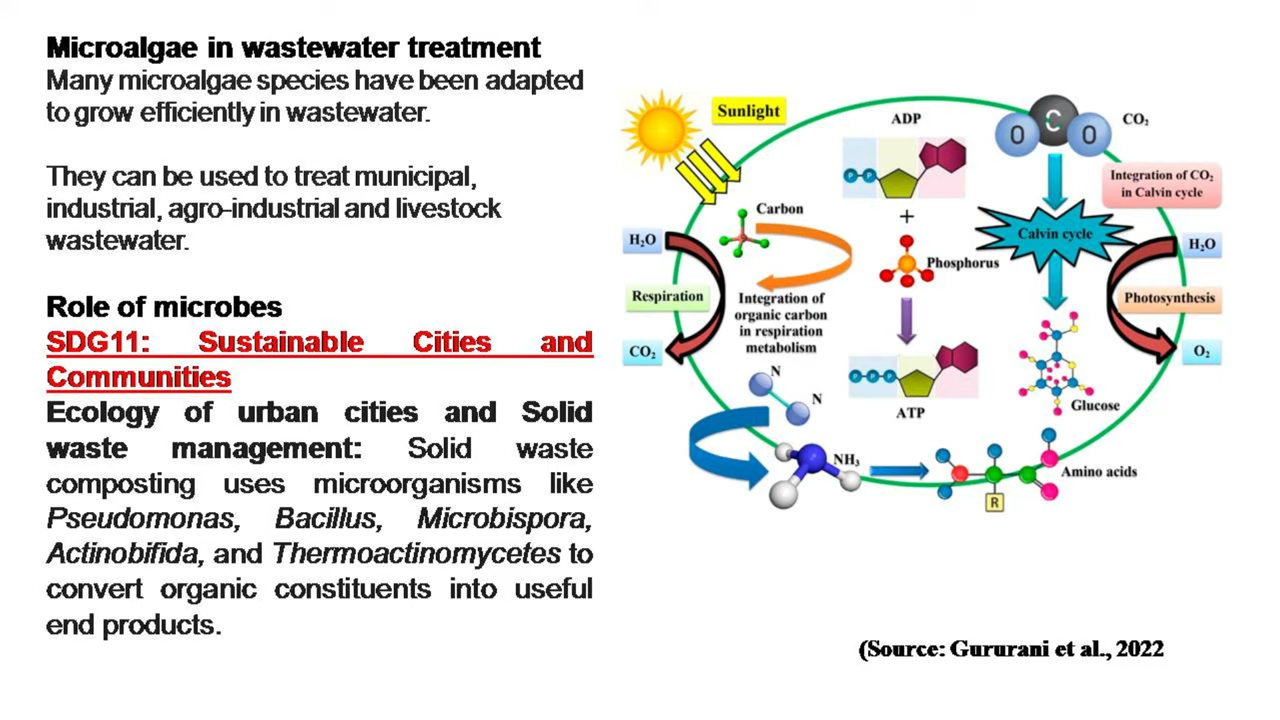 Microalgae in wastewater treatment
Many microalgae species have been adapted
to grow efficiently in wastewater.
They can be used to treat municipal,
industrial, agro-industrial and livestock
wastewater.
Role of microbes
SDG11: Sustainable Cities and
Communities
Ecology of urban cities and Solid
waste management: Solid waste
composting uses microorganisms like
Pseudomonas, Bacillus, Microbispora,
Actinobifida, and Thermoactinomycetes to
convert organic constituents into useful
end products.
Sunlight
ADP
O C O
CO₂
P P
Integration of CO₂
in Calvin cycle
Carbon
+
H₂O
Calvin cycle
H₂O
P
Phosphorus
Respiration
Integration of
organic carbon
in respiration
metabolism
Photosynthesis
CO₂
O₂
N
N
P P P
ATP
Glucose
NH₃
Amino acids
R
(Source: Gururani et al., 2022